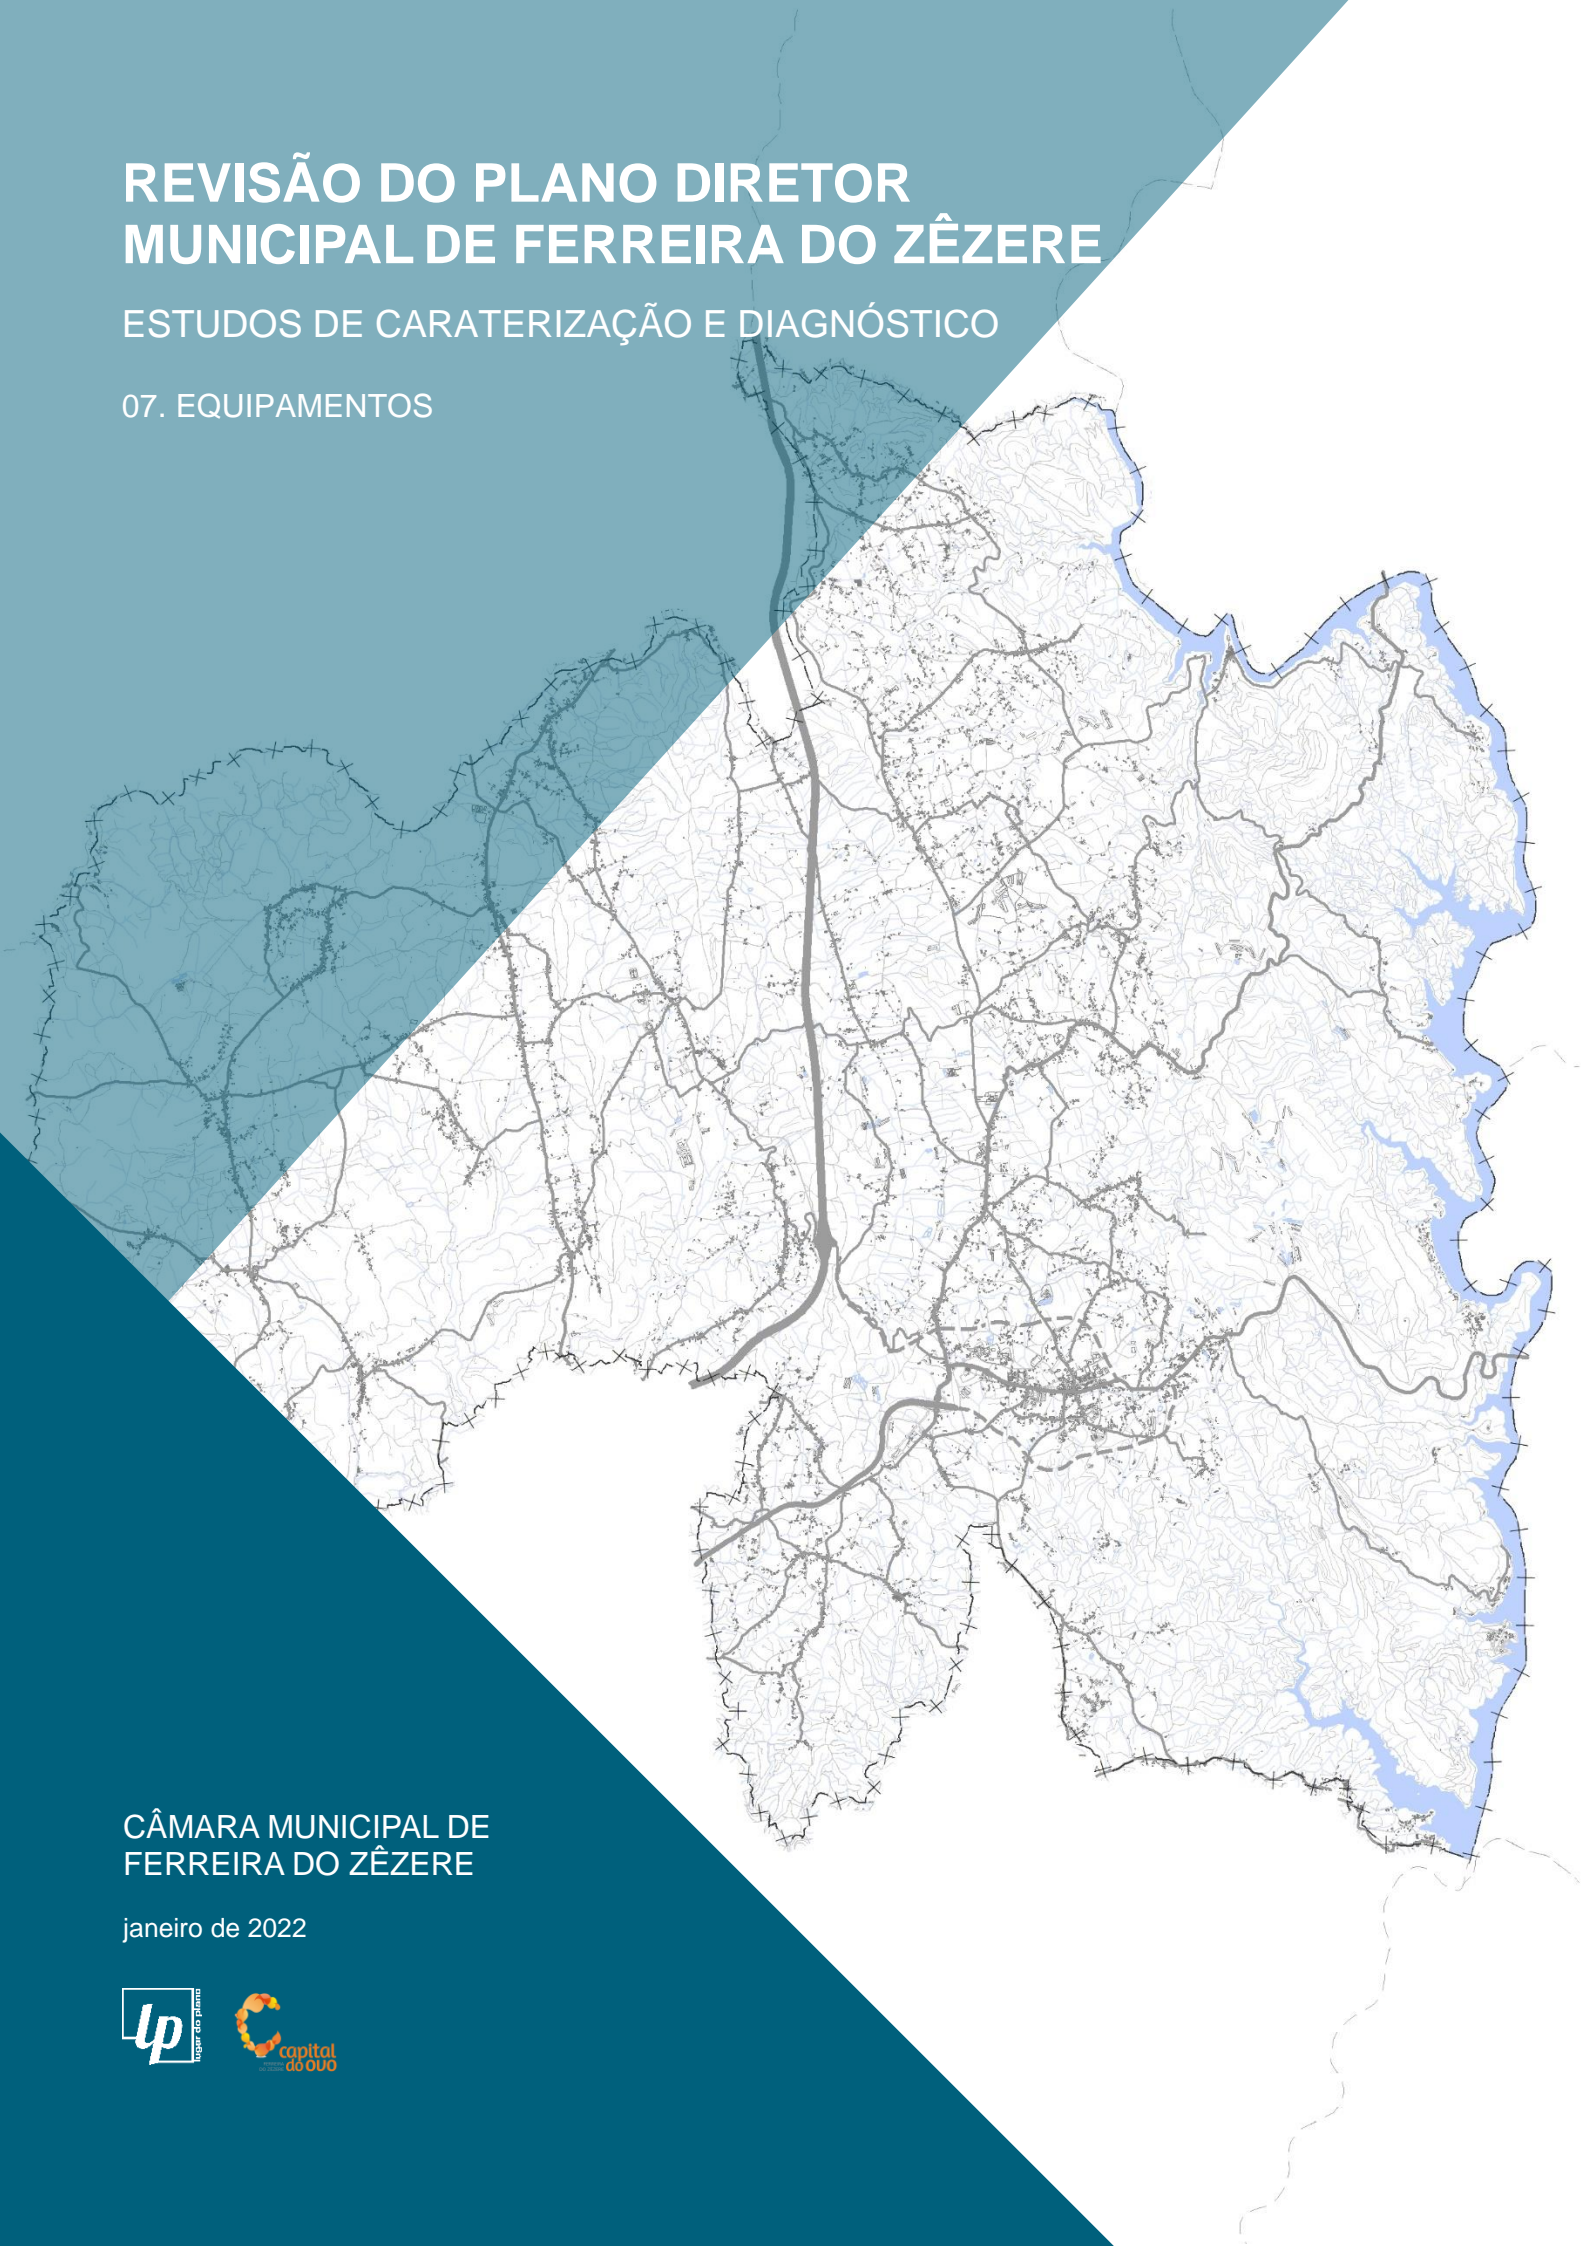 REVISÃO DO PLANO DIRETOR
MUNICIPAL DE FERREIRA DO ZÊZERE
ESTUDOS DE CARATERIZAÇÃO E DIAGNÓSTICO
07. EQUIPAMENTOS
CÂMARA MUNICIPAL DE
FERREIRA DO ZÊZERE
janeiro de 2022
lp
lugar do plano
capital
do ovo